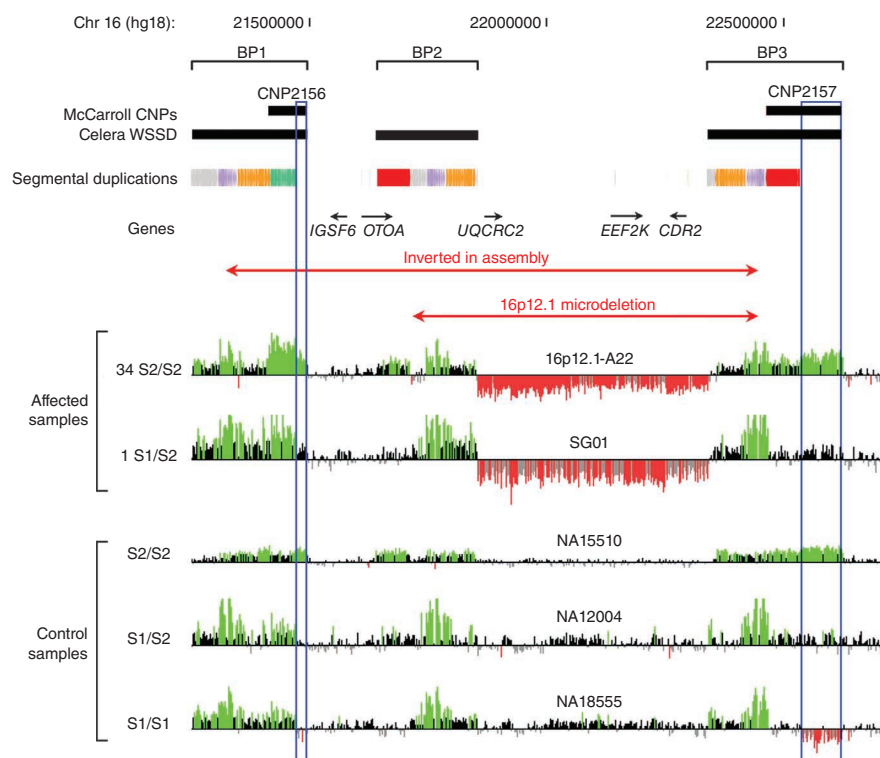 Chr 16 (hg18): 21500000 22000000 22500000
BP1 BP2 BP3
CNP2156 CNP2157
McCarroll CNPs
Celera WSSD
Segmental duplications
Genes
IGSF6 OTOA UQCRC2 EEF2K CDR2
Inverted in assembly
16p12.1 microdeletion
Affected samples
34 S2/S2 16p12.1-A22
1 S1/S2 SG01
Control samples
S2/S2 NA15510
S1/S2 NA12004
S1/S1 NA18555